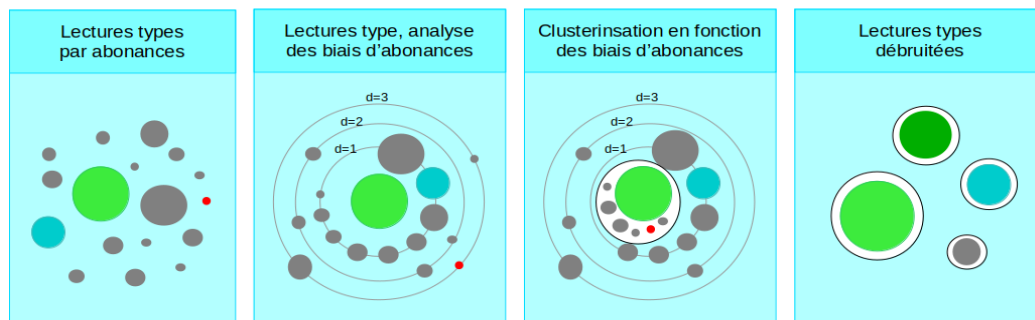 Lectures types
par abonances
Lectures type, analyse
des biais d'abonances
Clusterinsation en fonction
des biais d'abonances
Lectures types
débruitées
d=3
d=2
d=1
d=3
d=2
d=1